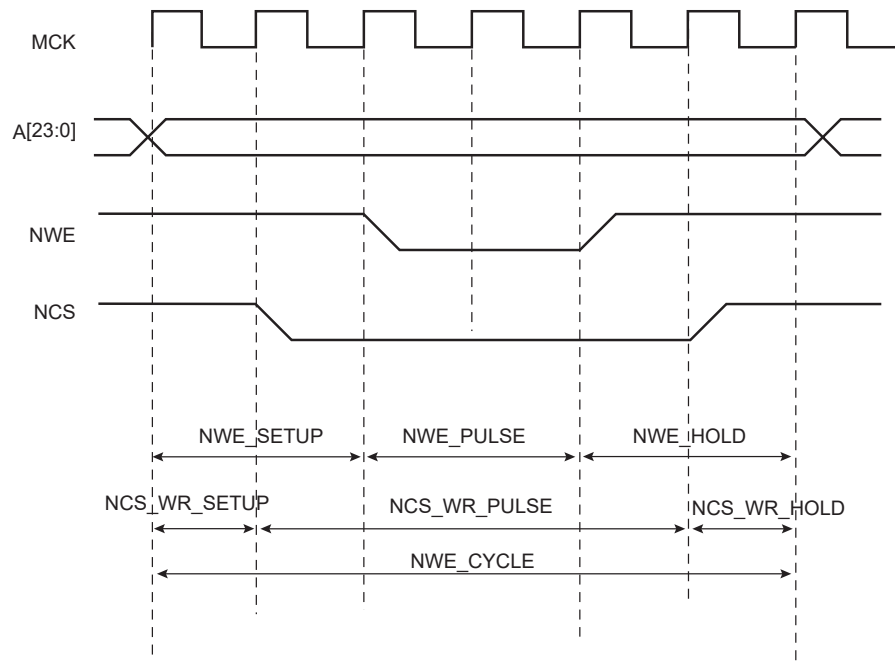 MCK
A[23:0]
NWE
NCS
NWE_SETUP NWE_PULSE NWE_HOLD
NCS_WR_SETUP NCS_WR_PULSE NCS_WR_HOLD
NWE_CYCLE